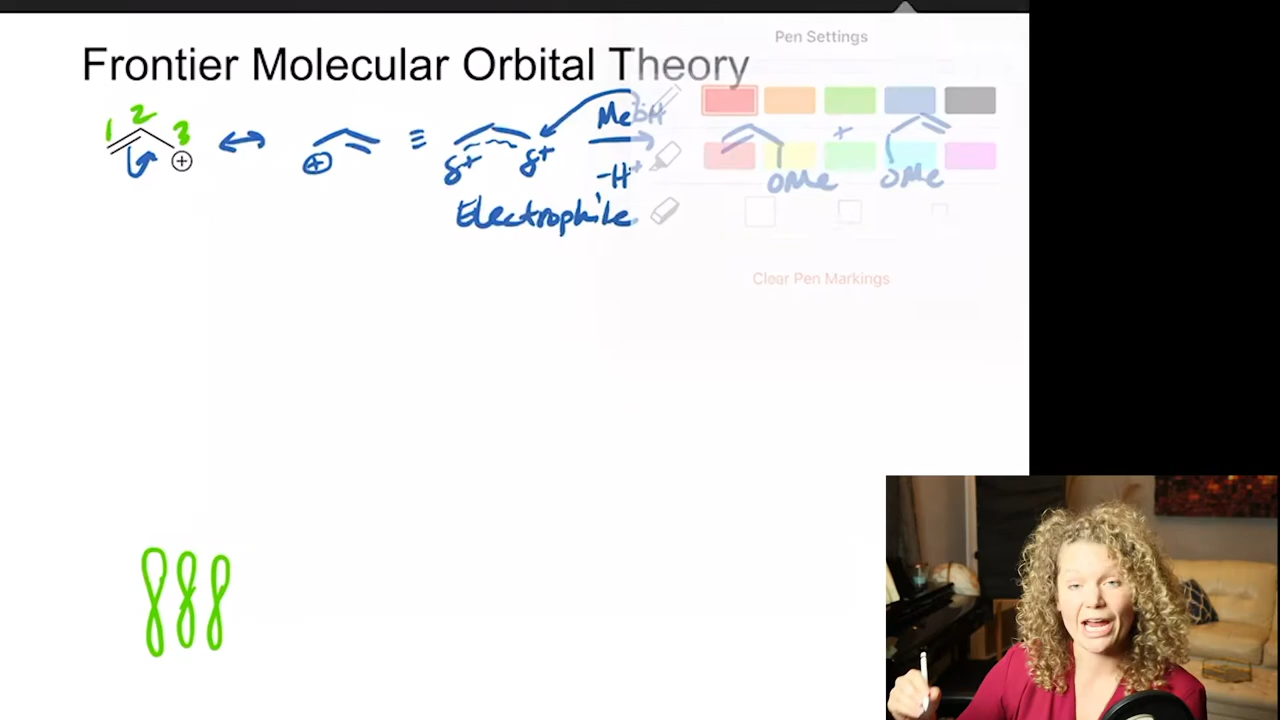 Pen Settings
Frontier Molecular Orbital Theory
1 2 3
+ ↔ + ≡ δ+ δ+ MeOH -H+ OMe + OMe
Electrophile
Clear Pen Markings